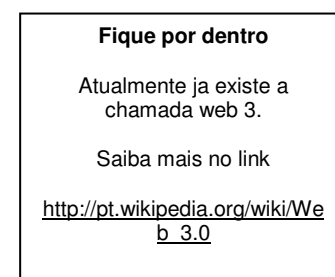 Fique por dentro
Atualmente ja existe a
chamada web 3.
Saiba mais no link
http://pt.wikipedia.org/wiki/We
b_3.0